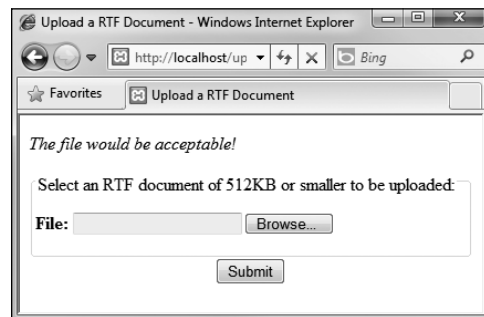 Upload a RTF Document - Windows Internet Explorer
http://localhost/up
Bing
Favorites
Upload a RTF Document
The file would be acceptable!
Select an RTF document of 512KB or smaller to be uploaded:
File:
Browse...
Submit